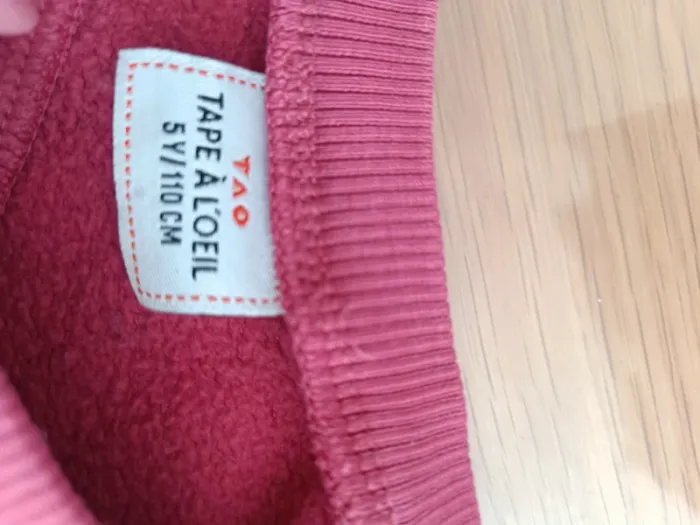 TAO
TAPE À L'OEIL
5 Y/110 CM